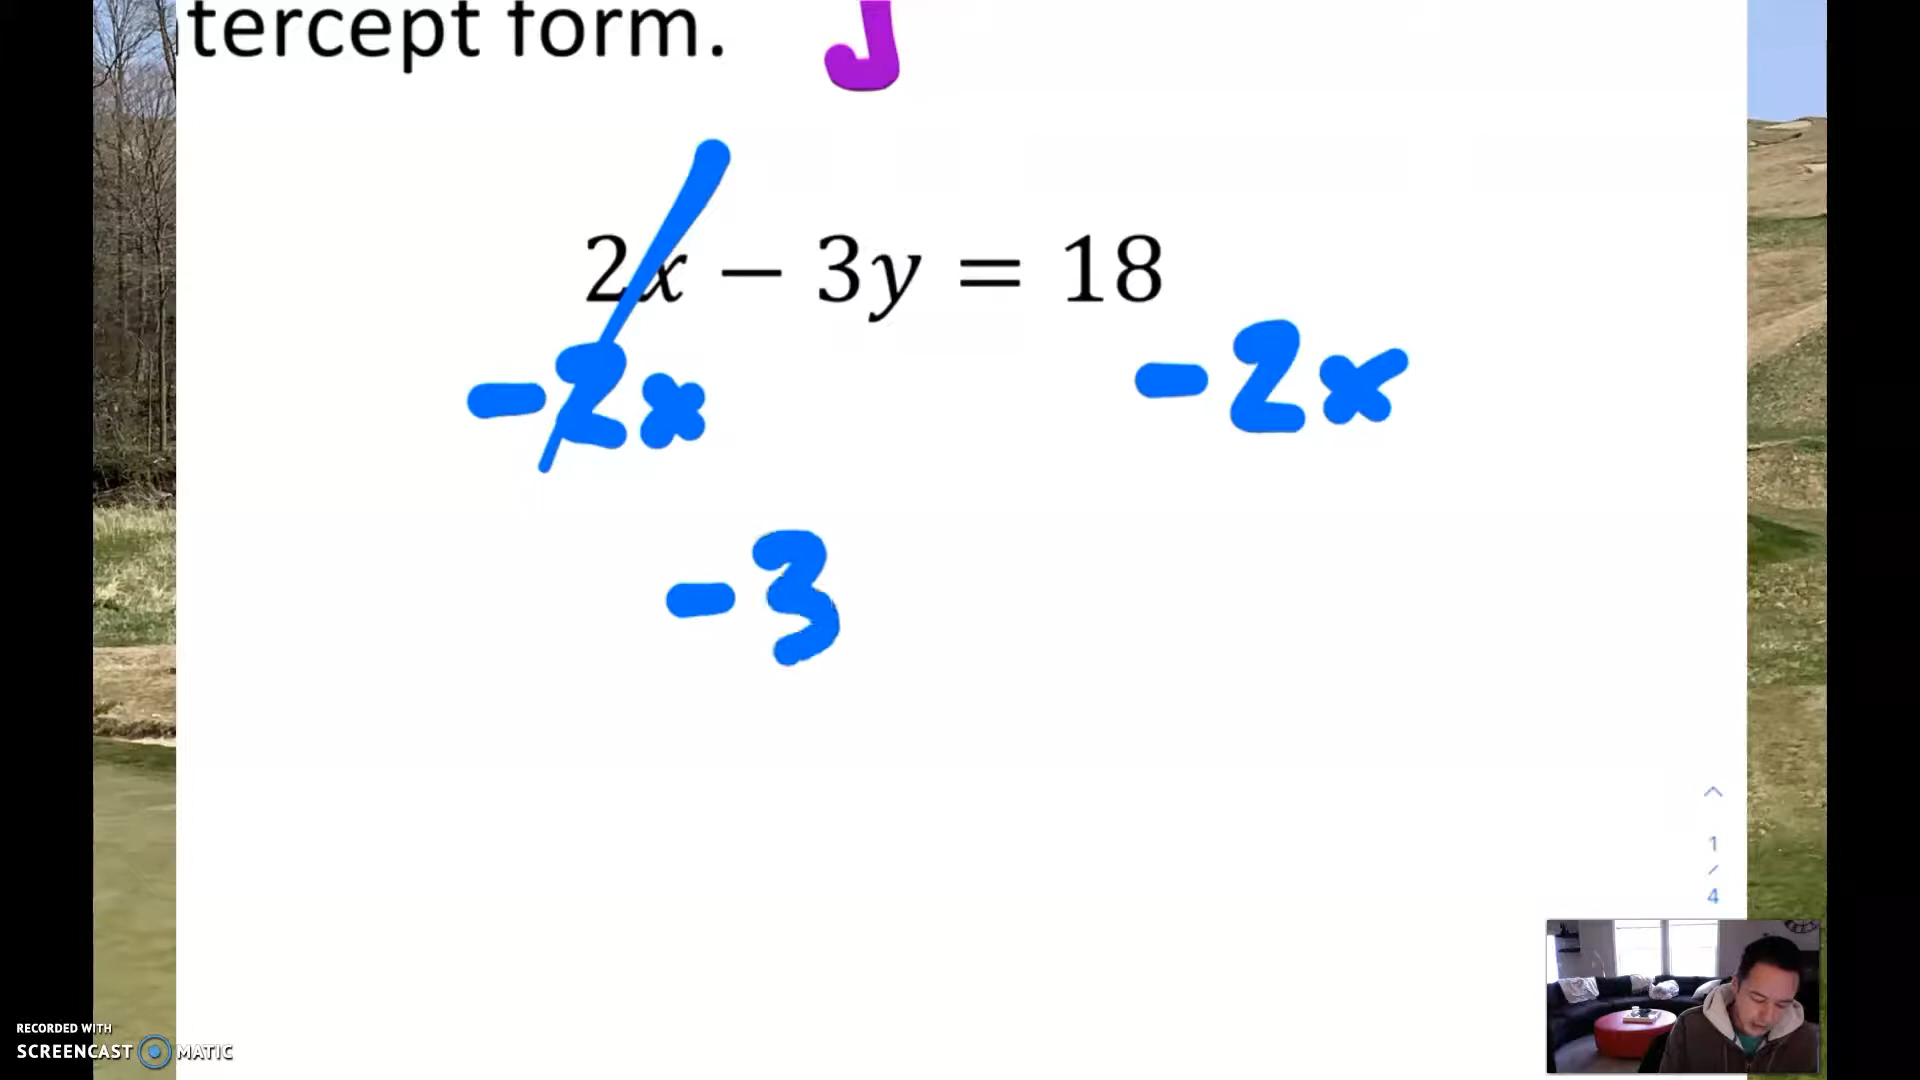 tercept form.
2x − 3y = 18
-2x -2x
-3
1
/
4
RECORDED WITH
SCREENCAST MATIC